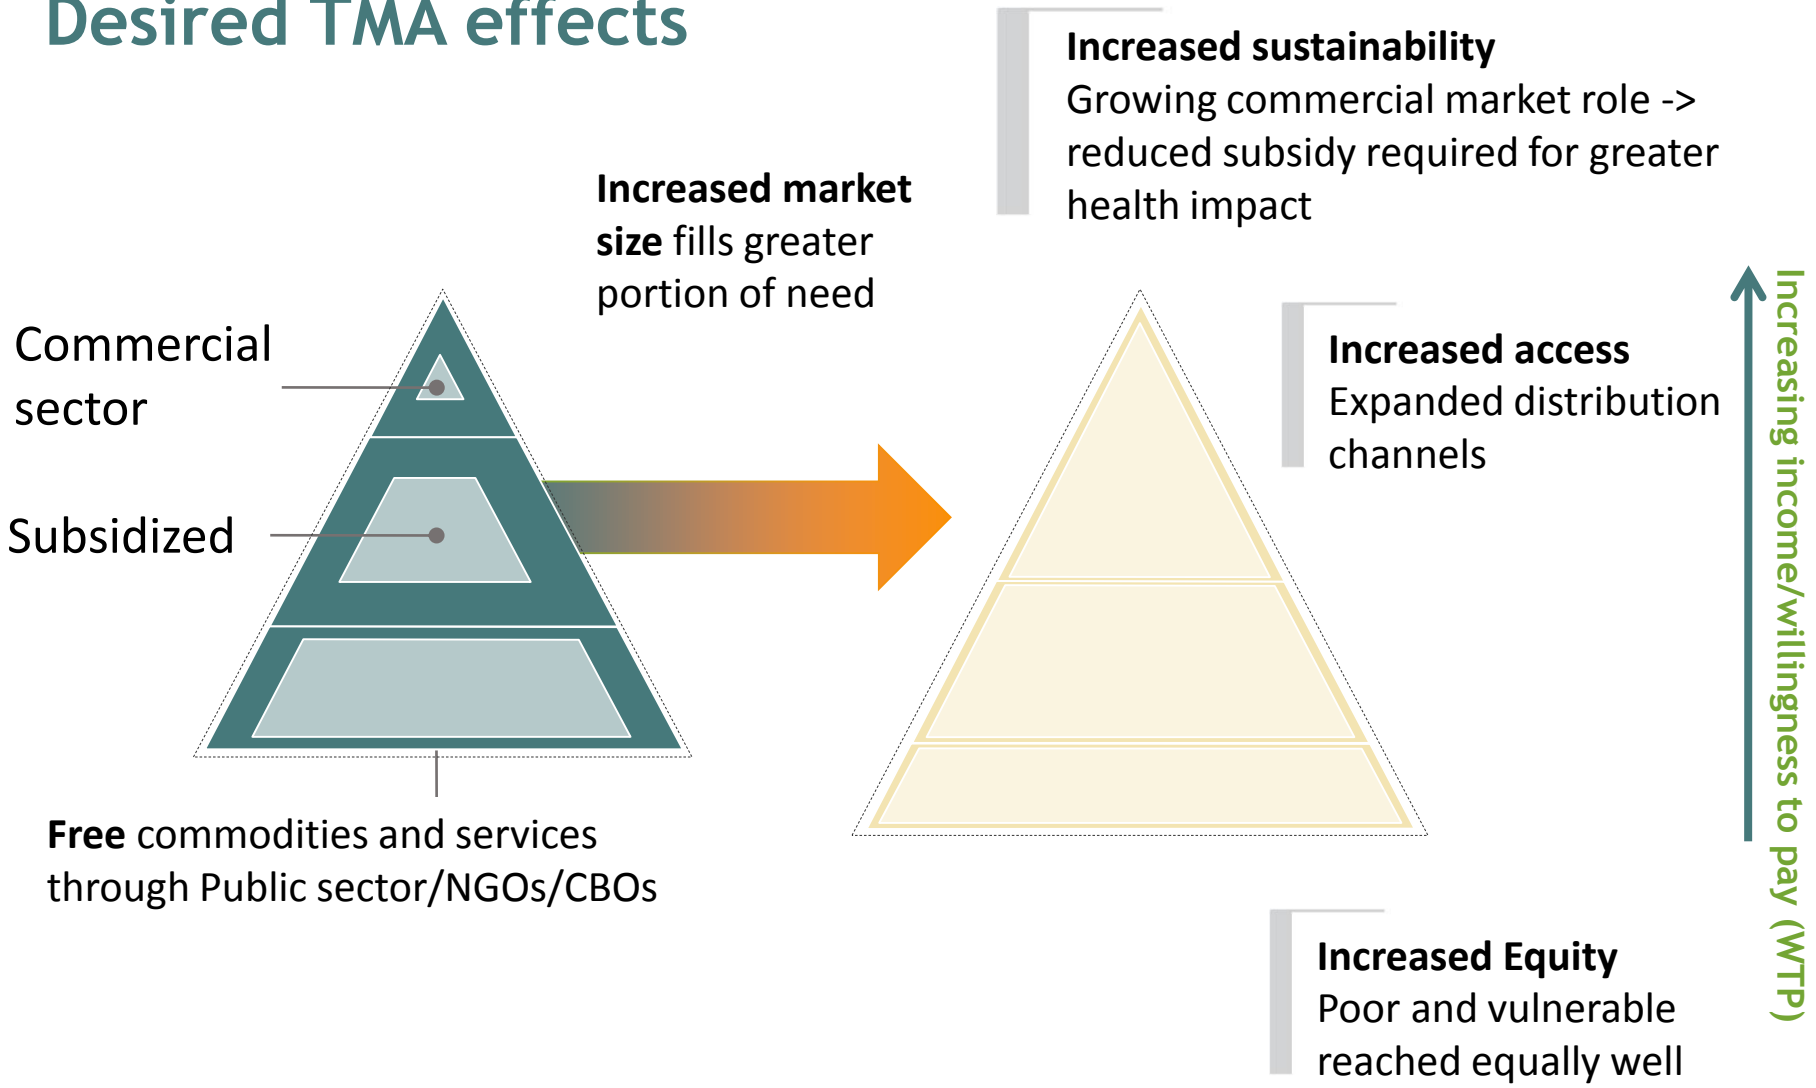 Desired TMA effects
Increased sustainability
Growing commercial market role ->
reduced subsidy required for greater
health impact
Increased market
size fills greater
portion of need
Commercial
sector
Subsidized
Increased access
Expanded distribution
channels
Free commodities and services
through Public sector/NGOs/CBOs
Increased Equity
Poor and vulnerable
reached equally well
Increasing income/willingness to pay (WTP)